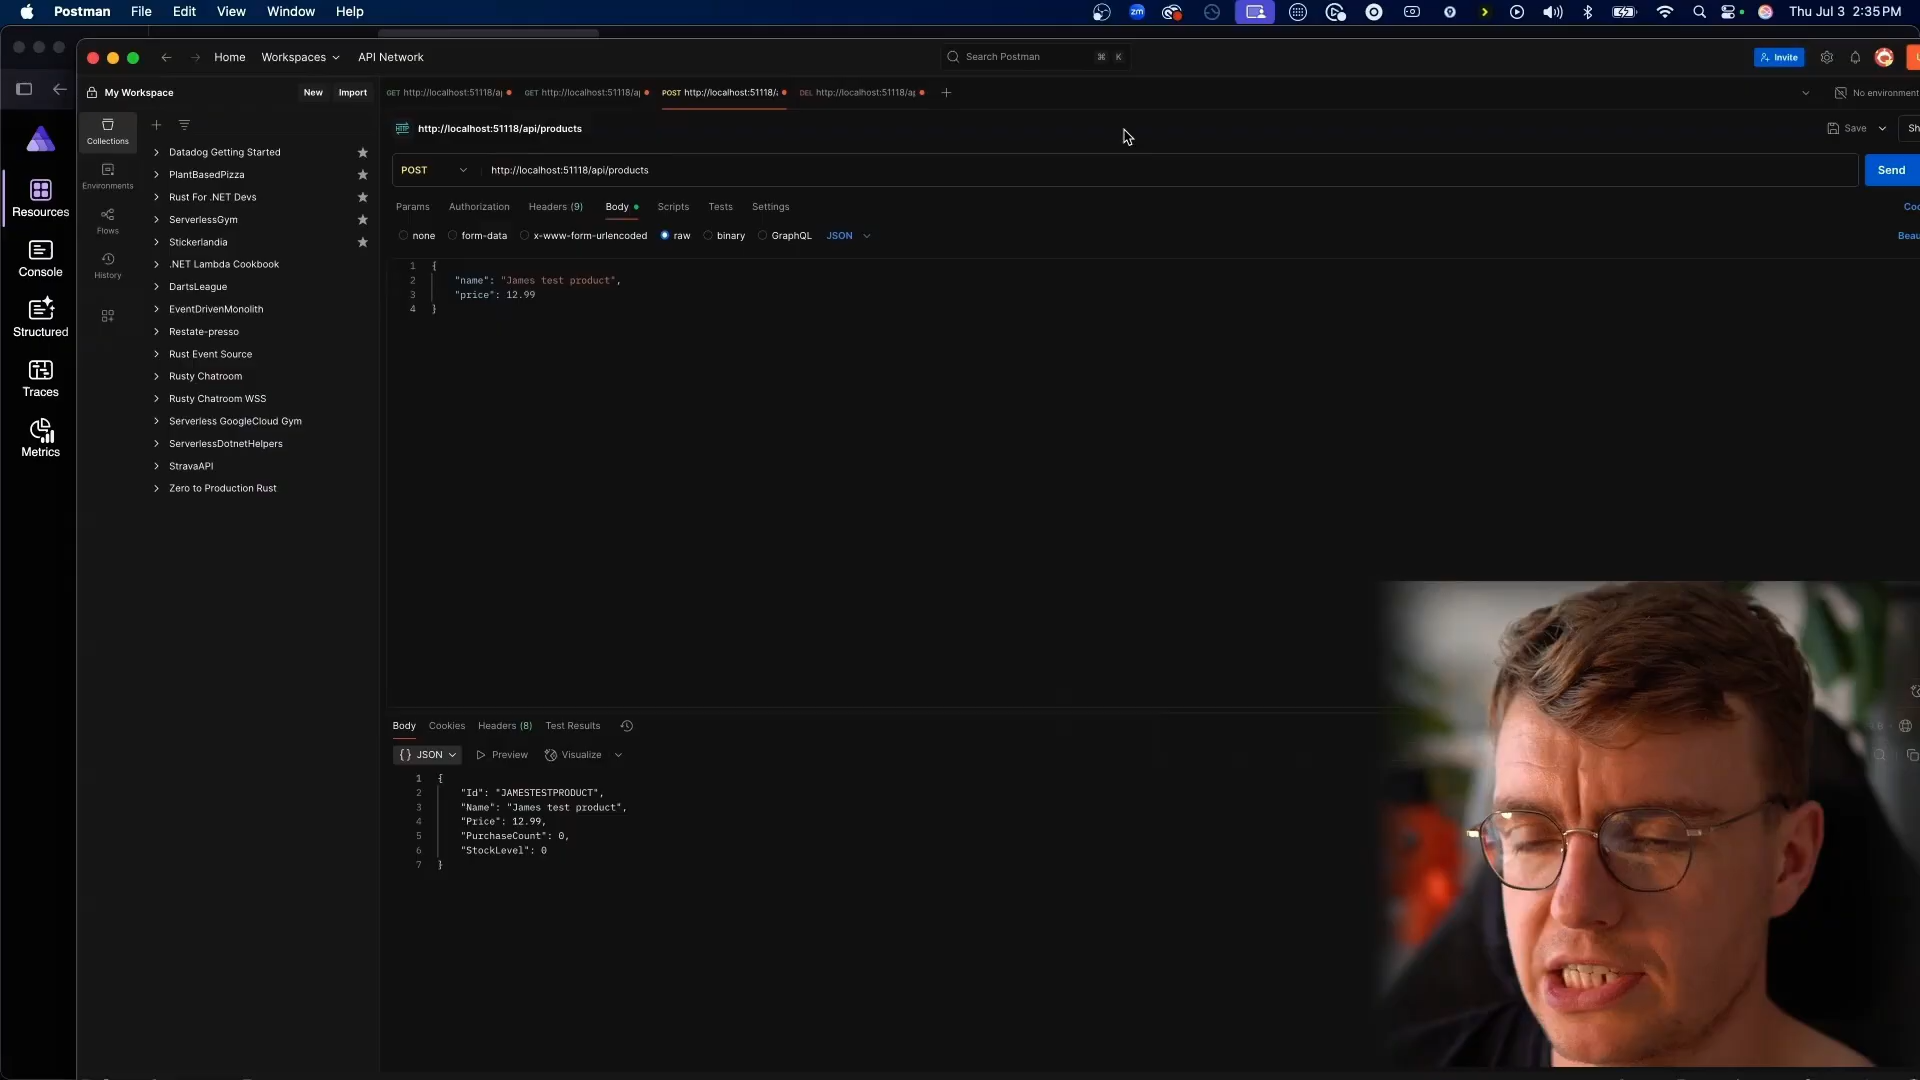 Postman File Edit View Window Help
zm
Thu Jul 3 2:35 PM
Home Workspaces API Network
Search Postman ⌘ K
Invite
My Workspace New Import
GET http://localhost:51118/a GET http://localhost:51118/a POST http://localhost:51118/ DEL http://localhost:51118/a +
No environment
Collections
Environments
Flows
History
Resources
Console
Structured
Traces
Metrics
Datadog Getting Started
PlantBasedPizza
Rust For .NET Devs
ServerlessGym
Stickerlandia
.NET Lambda Cookbook
DartsLeague
EventDrivenMonolith
Restate-presso
Rust Event Source
Rusty Chatroom
Rusty Chatroom WSS
Serverless GoogleCloud Gym
ServerlessDotnetHelpers
StravaAPI
Zero to Production Rust
HTTP http://localhost:51118/api/products
Save Sh
POST http://localhost:51118/api/products
Send
Params Authorization Headers (9) Body Scripts Tests Settings
Coo
none form-data x-www-form-urlencoded raw binary GraphQL JSON
Beau
1 {
2 "name": "James test product",
3 "price": 12.99
4 }
Body Cookies Headers (8) Test Results
{} JSON Preview Visualize
1 {
2 "Id": "JAMESTESTPRODUCT",
3 "Name": "James test product",
4 "Price": 12.99,
5 "PurchaseCount": 0,
6 "StockLevel": 0
7 }